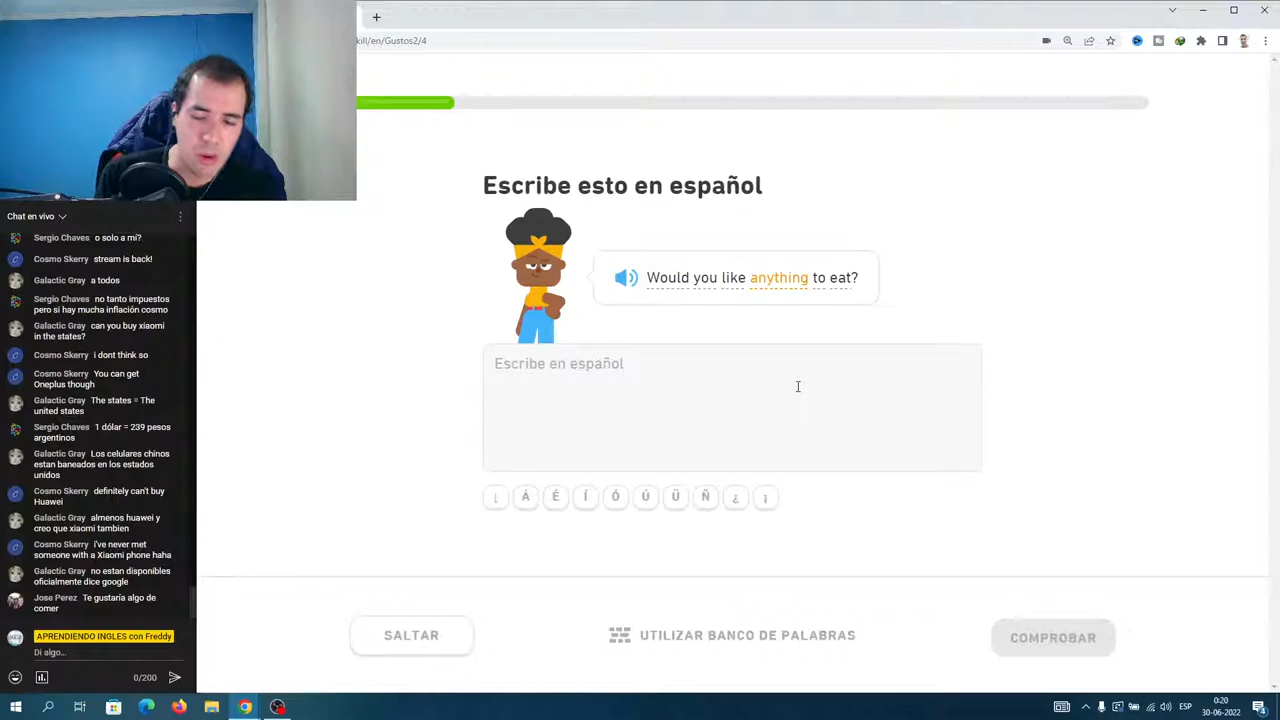 kill/en/Gustos2/4
Chat en vivo
Sergio Chaves o solo a mí?
Cosmo Skerry stream is back!
Galactic Gray a todos
Sergio Chaves no tanto impuestos
pero si hay mucha inflación cosmo
Galactic Gray can you buy xiaomi
in the states?
Cosmo Skerry i dont think so
Cosmo Skerry You can get
Oneplus though
Galactic Gray The states = The
united states
Sergio Chaves 1 dólar = 239 pesos
argentinos
Galactic Gray Los celulares chinos
estan baneados en los estados
unidos
Cosmo Skerry definitely can't buy
Huawei
Galactic Gray almenos huawei y
creo que xiaomi tambien
Cosmo Skerry i've never met
someone with a Xiaomi phone haha
Galactic Gray no estan disponibles
oficialmente dice google
Jose Perez Te gustaría algo de
comer
APRENDIENDO INGLES con Freddy
Di algo...
0/200
Escribe esto en español
Would you like anything to eat?
Escribe en español
↓ Á É Í Ó Ú Ü Ñ ¿ ¡
SALTAR
UTILIZAR BANCO DE PALABRAS
COMPROBAR
ESP
0:20
30-06-2022
4